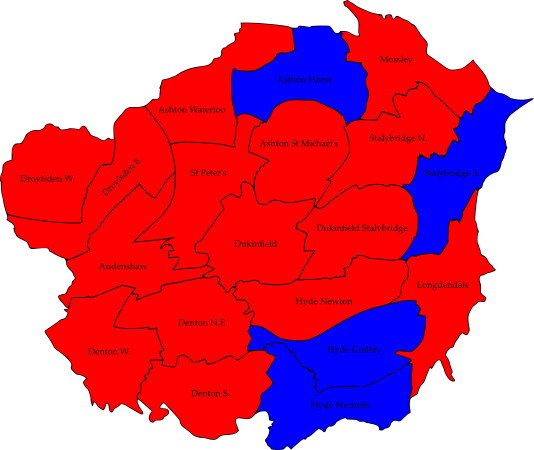 Mossley
Ashton Hurst
Ashton Waterloo
Stalybridge N.
Ashton St Michael's
Droylsden E.
St Peter's
Stalybridge S.
Droylsden W.
Dukinfield Stalybridge
Dukinfield
Audenshaw
Longdendale
Hyde Newton
Denton N.E.
Denton W.
Hyde Godley
Denton S.
Hyde Werneth